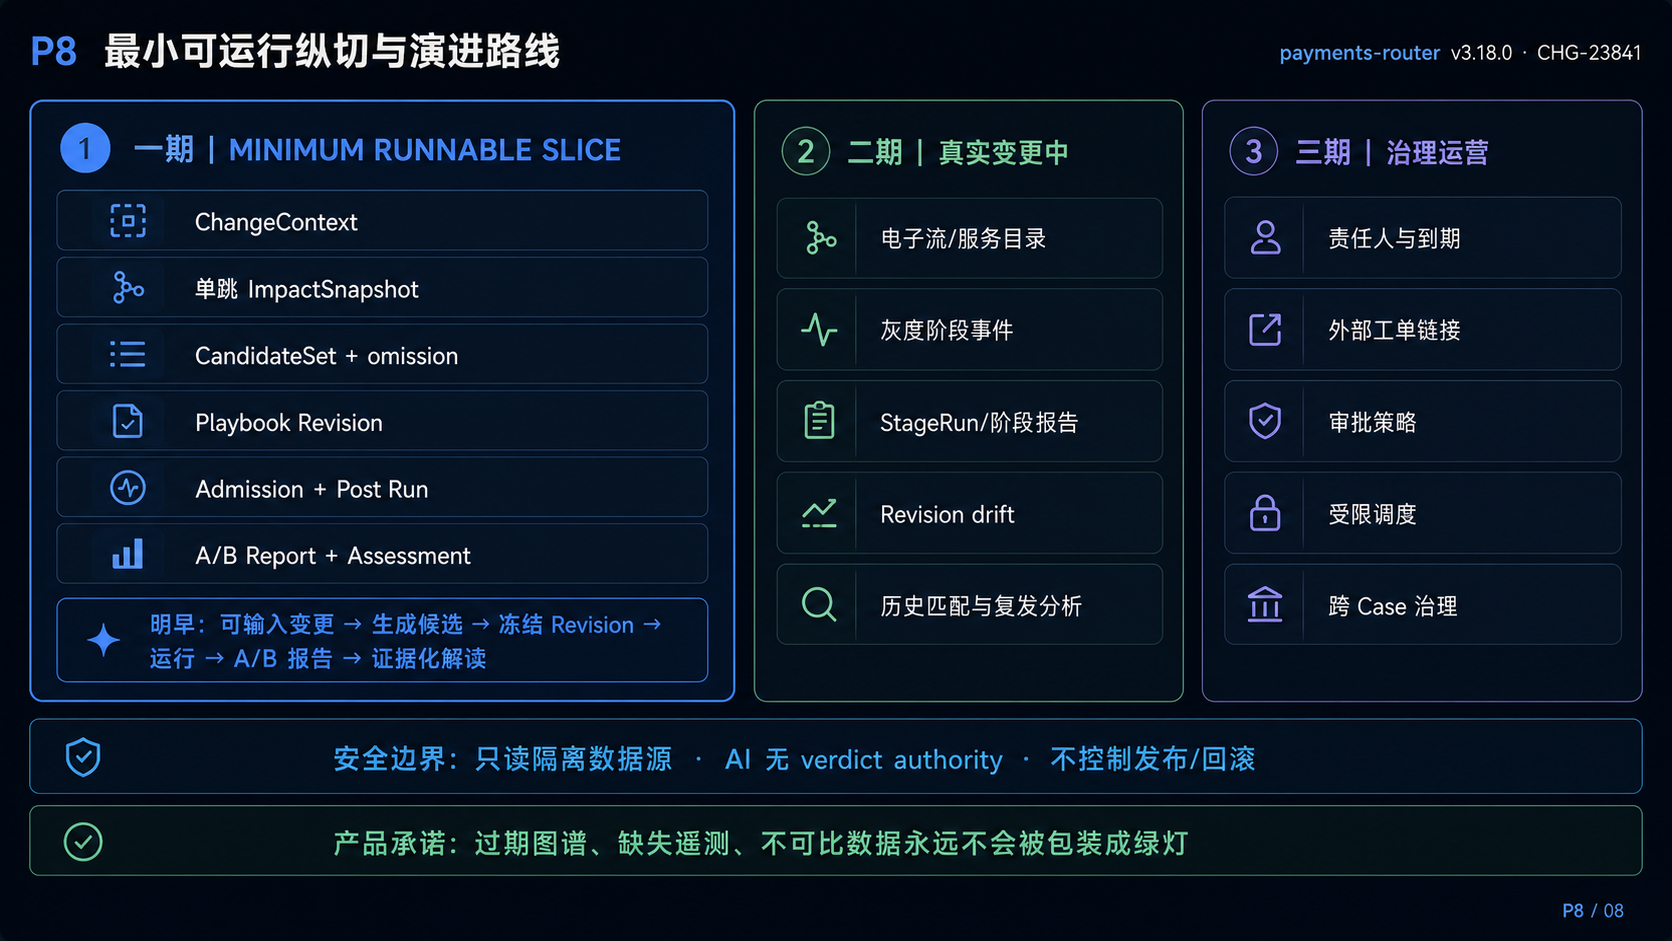 P8 最小可运行纵切与演进路线
payments-router v3.18.0 · CHG-23841
1 一期 | MINIMUM RUNNABLE SLICE
ChangeContext
单跳 ImpactSnapshot
CandidateSet + omission
Playbook Revision
Admission + Post Run
A/B Report + Assessment
明早：可输入变更 → 生成候选 → 冻结 Revision →
运行 → A/B 报告 → 证据化解读
2 二期 | 真实变更中
电子流/服务目录
灰度阶段事件
StageRun/阶段报告
Revision drift
历史匹配与复发分析
3 三期 | 治理运营
责任人与到期
外部工单链接
审批策略
受限调度
跨 Case 治理
安全边界：只读隔离数据源 · AI 无 verdict authority · 不控制发布/回滚
产品承诺：过期图谱、缺失遥测、不可比数据永远不会被包装成绿灯
P8 / 08